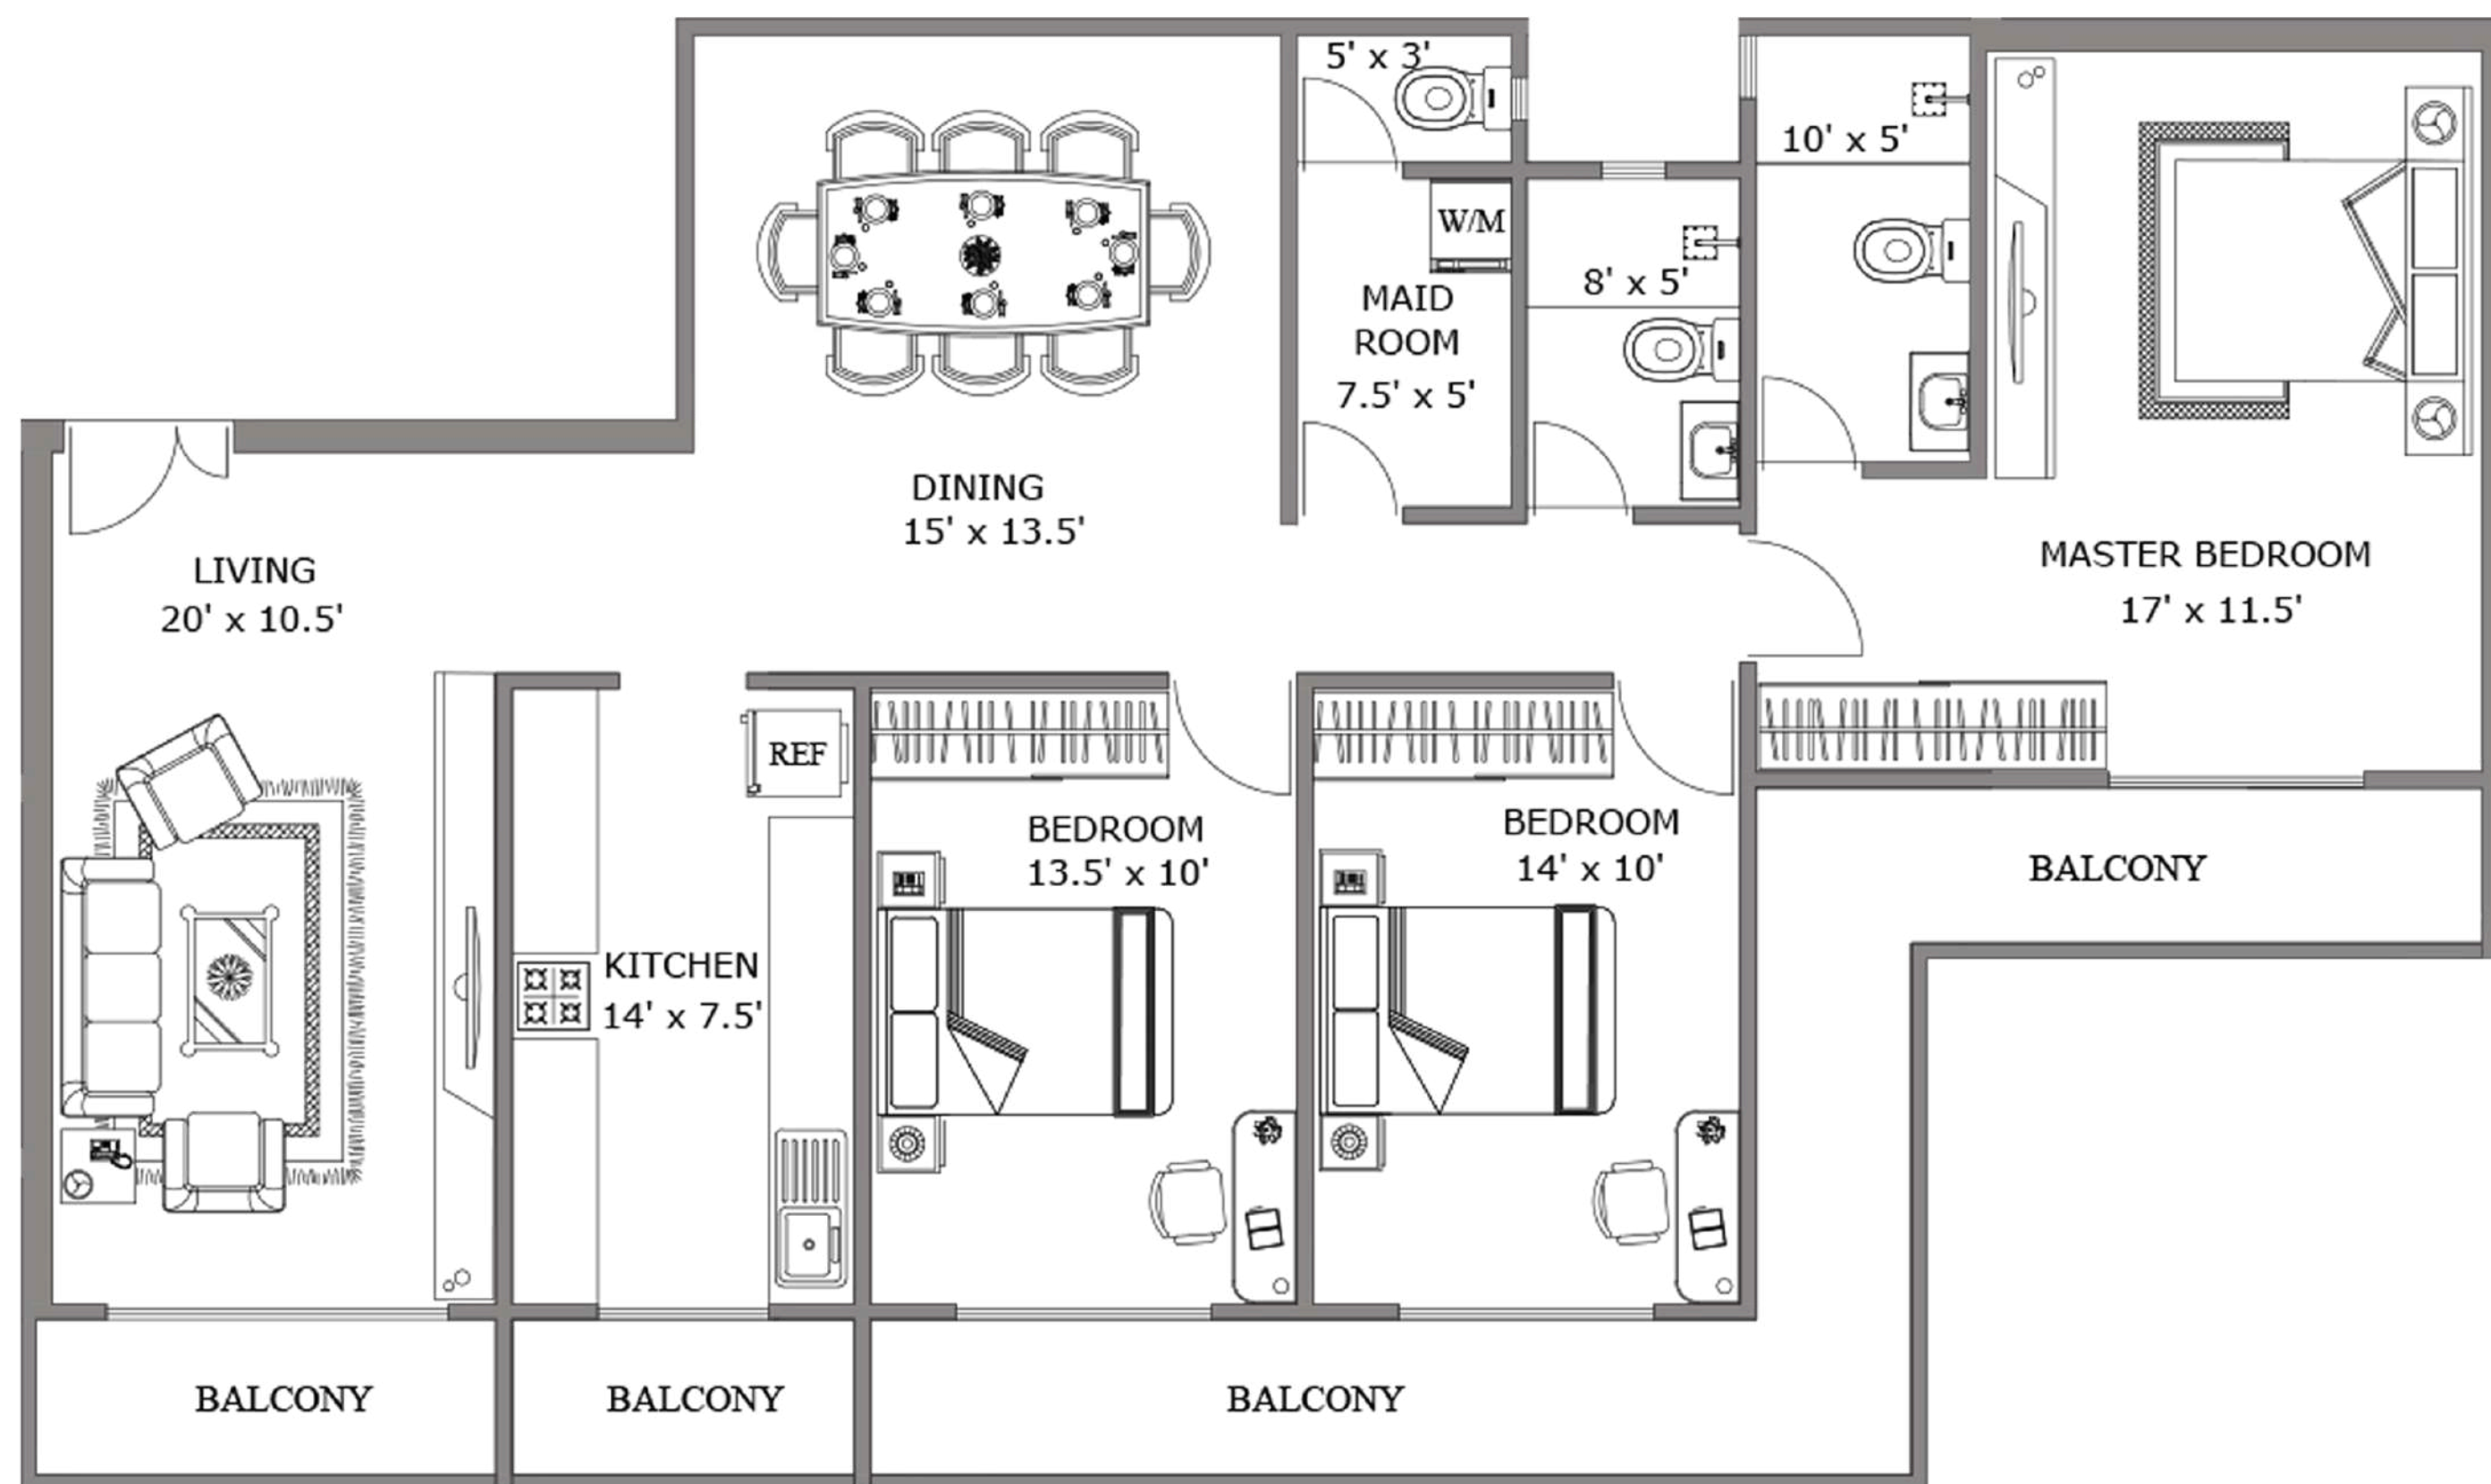 5' x 3'
10' x 5'
W/M
8' x 5'
MAID
ROOM
7.5' x 5'
DINING
15' x 13.5'
LIVING
20' x 10.5'
MASTER BEDROOM
17' x 11.5'
REF
BEDROOM
13.5' x 10'
BEDROOM
14' x 10'
BALCONY
KITCHEN
14' x 7.5'
BALCONY
BALCONY
BALCONY